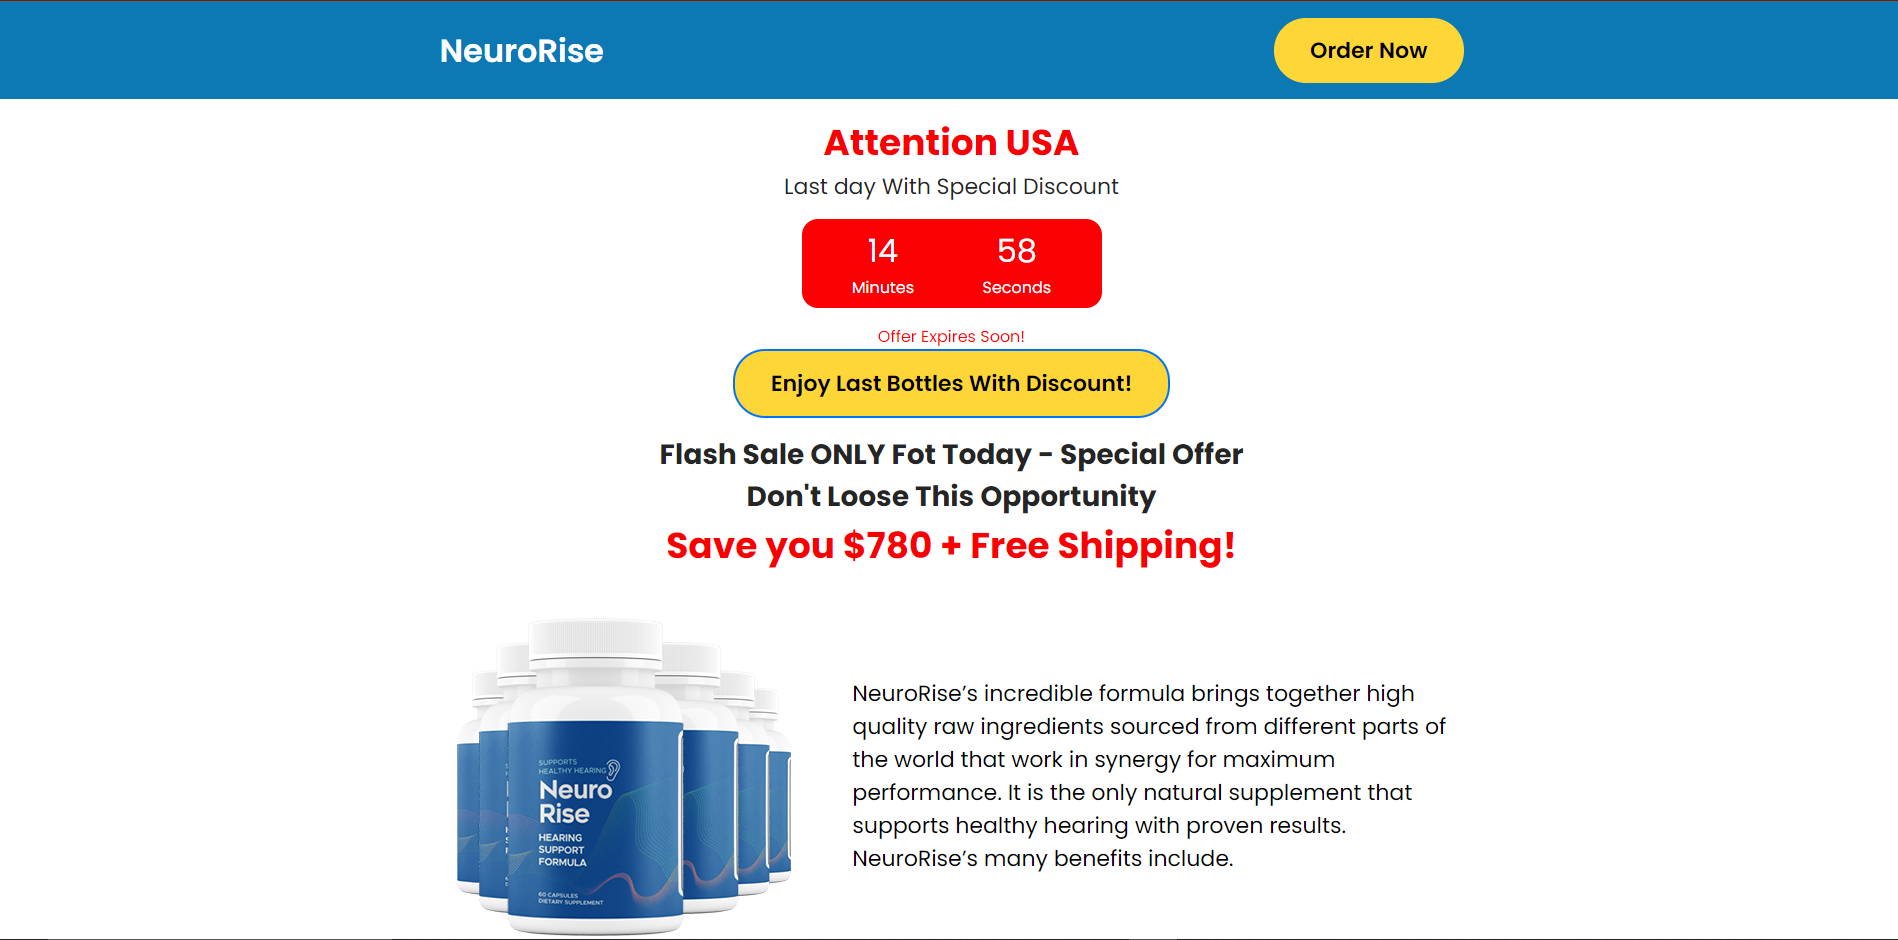 NeuroRise
Order Now
Attention USA
Last day With Special Discount
14 58
Minutes Seconds
Offer Expires Soon!
Enjoy Last Bottles With Discount!
Flash Sale ONLY Fot Today - Special Offer
Don't Loose This Opportunity
Save you $780 + Free Shipping!
SUPPORTS
HEALTHY HEARING
Neuro
Rise
HEARING
SUPPORT
FORMULA
60 CAPSULES
DIETARY SUPPLEMENT
NeuroRise’s incredible formula brings together high
quality raw ingredients sourced from different parts of
the world that work in synergy for maximum
performance. It is the only natural supplement that
supports healthy hearing with proven results.
NeuroRise’s many benefits include.